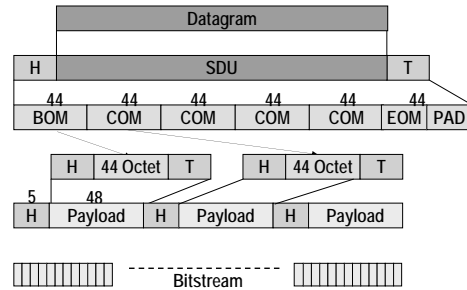 Datagram
H SDU T
44 44 44 44 44
BOM COM COM COM COM EOM PAD
H 44 Octet T H 44 Octet T
5 48
H Payload H Payload H Payload
Bitstream